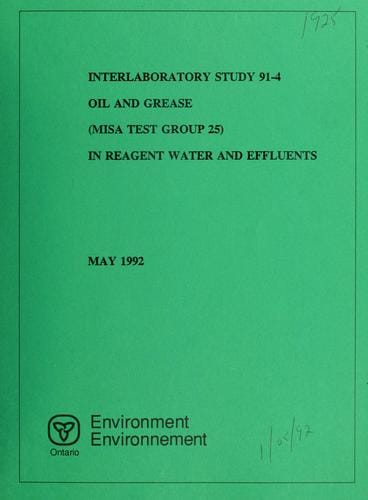 1925
INTERLABORATORY STUDY 91-4
OIL AND GREASE
(MISA TEST GROUP 25)
IN REAGENT WATER AND EFFLUENTS
MAY 1992
Environment
Environnement
Ontario
1/05/92